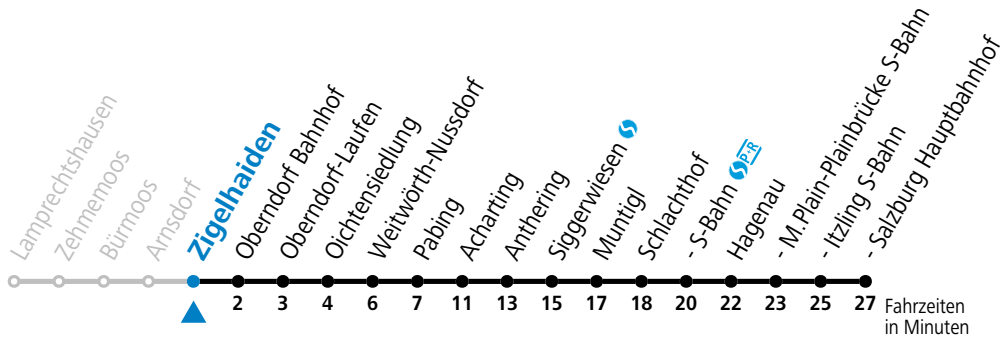 Lamprechtshausen
Zehmemoos
Bürmoos
Arnsdorf
Zigelhaiden
Oberndorf Bahnhof
Oberndorf-Laufen
Oichtensiedlung
Weitwörth-Nussdorf
Pabing
Acharting
Anthering
Siggerwiesen
Muntigl
Schlachthof
- S-Bahn P+R
Hagenau
- M.Plain-Plainbrücke S-Bahn
- Itzling S-Bahn
- Salzburg Hauptbahnhof
2 3 4 6 7 11 13 15 17 18 20 22 23 25 27 Fahrzeiten
in Minuten